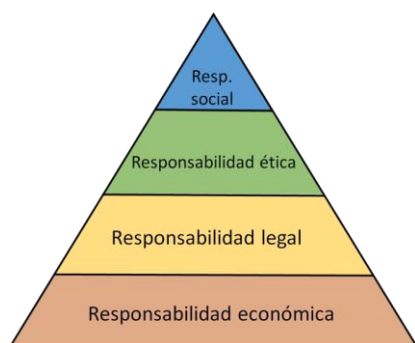 Resp.
social
Responsabilidad ética
Responsabilidad legal
Responsabilidad económica